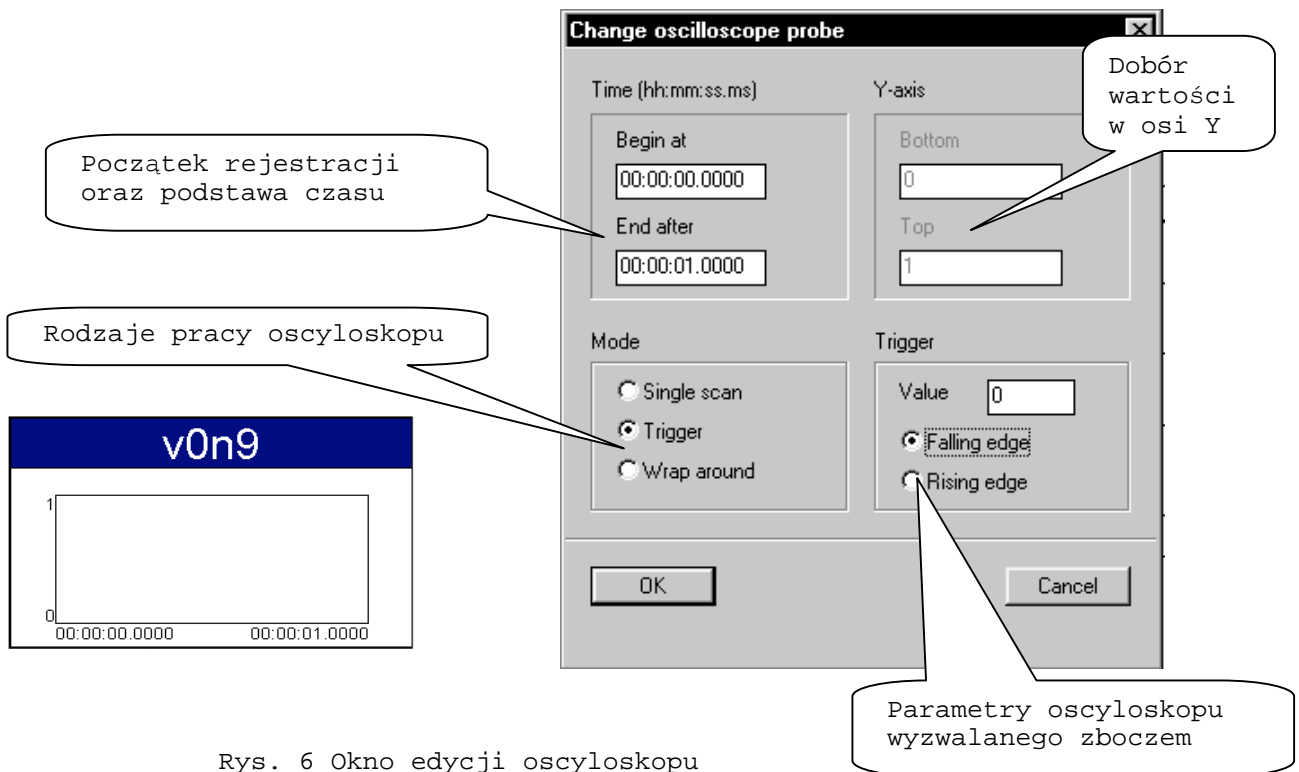 Change oscilloscope probe
Dobór
wartości
w osi Y
Time (hh:mm:ss.ms)
Y-axis
Początek rejestracji
oraz podstawa czasu
Begin at
00:00:00.0000
End after
00:00:01.0000
Bottom
0
Top
1
Rodzaje pracy oscyloskopu
Mode
Single scan
Trigger
Wrap around
Trigger
Value
0
Falling edge
Rising edge
v0n9
1
0
00:00:00.0000 00:00:01.0000
OK
Cancel
Parametry oscyloskopu
wyzwalanego zboczem
Rys. 6 Okno edycji oscyloskopu